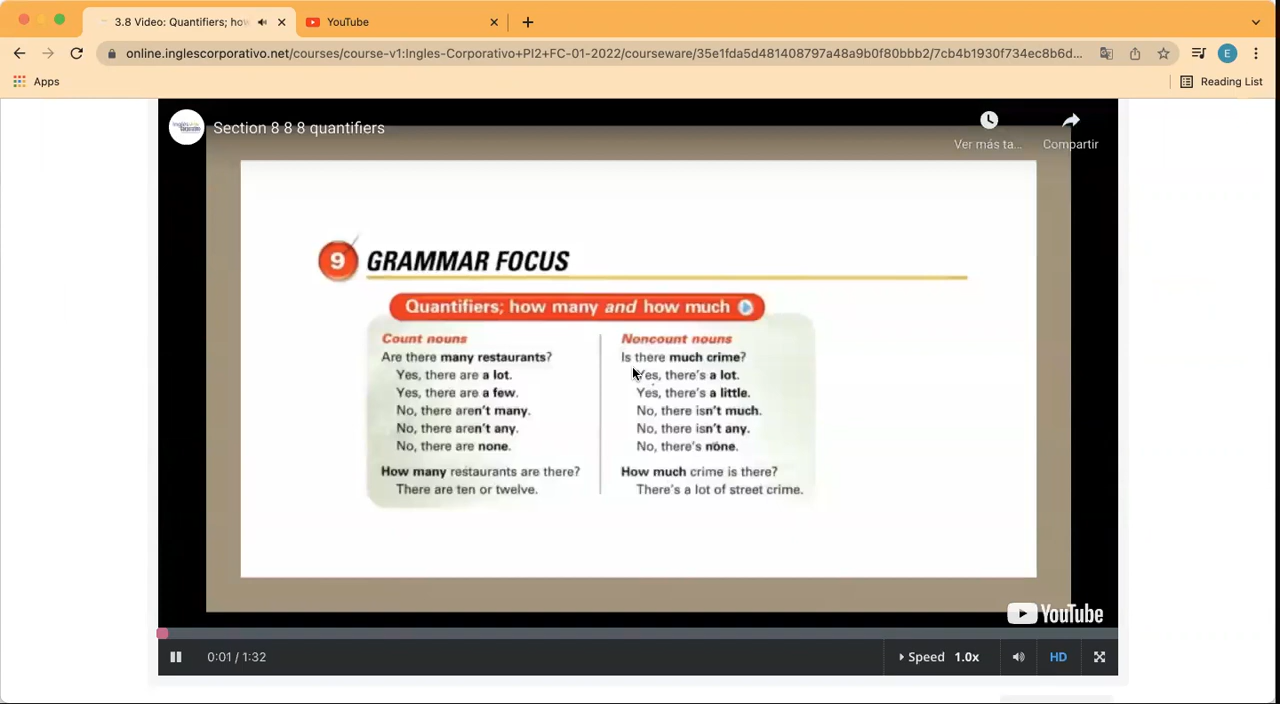 3.8 Video: Quantifiers; how
YouTube
online.inglescorporativo.net/courses/course-v1:Ingles-Corporativo+PI2+FC-01-2022/courseware/35e1fda5d481408797a48a9b0f80bbb2/7cb4b1930f734ec8b6d...
E
Apps
Reading List
Section 8 8 8 quantifiers
Ver más ta...
Compartir
9 GRAMMAR FOCUS
Quantifiers; how many and how much
Count nouns
Are there many restaurants?
Yes, there are a lot.
Yes, there are a few.
No, there aren't many.
No, there aren't any.
No, there are none.
How many restaurants are there?
There are ten or twelve.
Noncount nouns
Is there much crime?
Yes, there's a lot.
Yes, there's a little.
No, there isn't much.
No, there isn't any.
No, there's none.
How much crime is there?
There's a lot of street crime.
YouTube
0:01 / 1:32
Speed 1.0x
HD